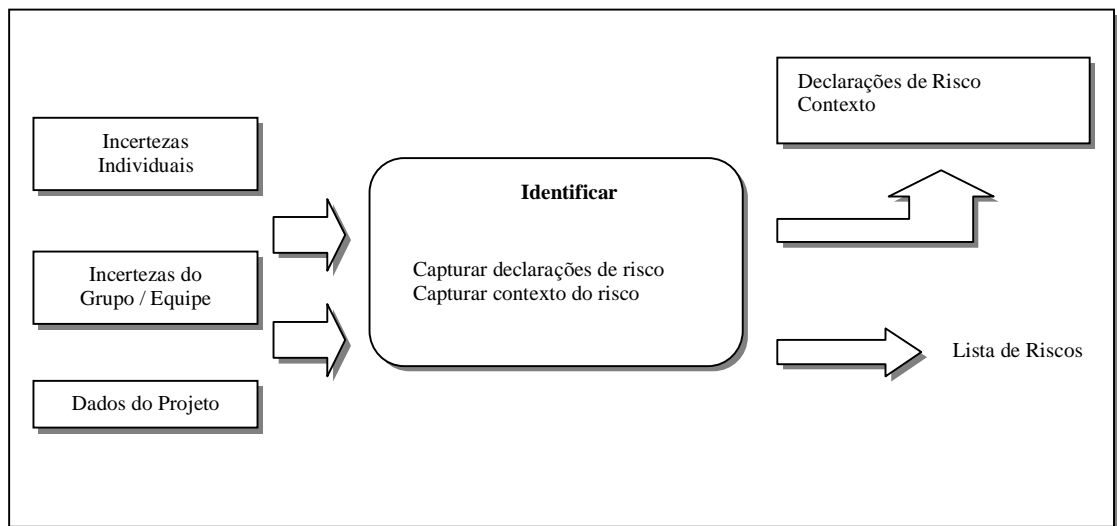 Incertezas
Individuais
Incertezas do
Grupo / Equipe
Dados do Projeto
Identificar
Capturar declarações de risco
Capturar contexto do risco
Declarações de Risco
Contexto
Lista de Riscos